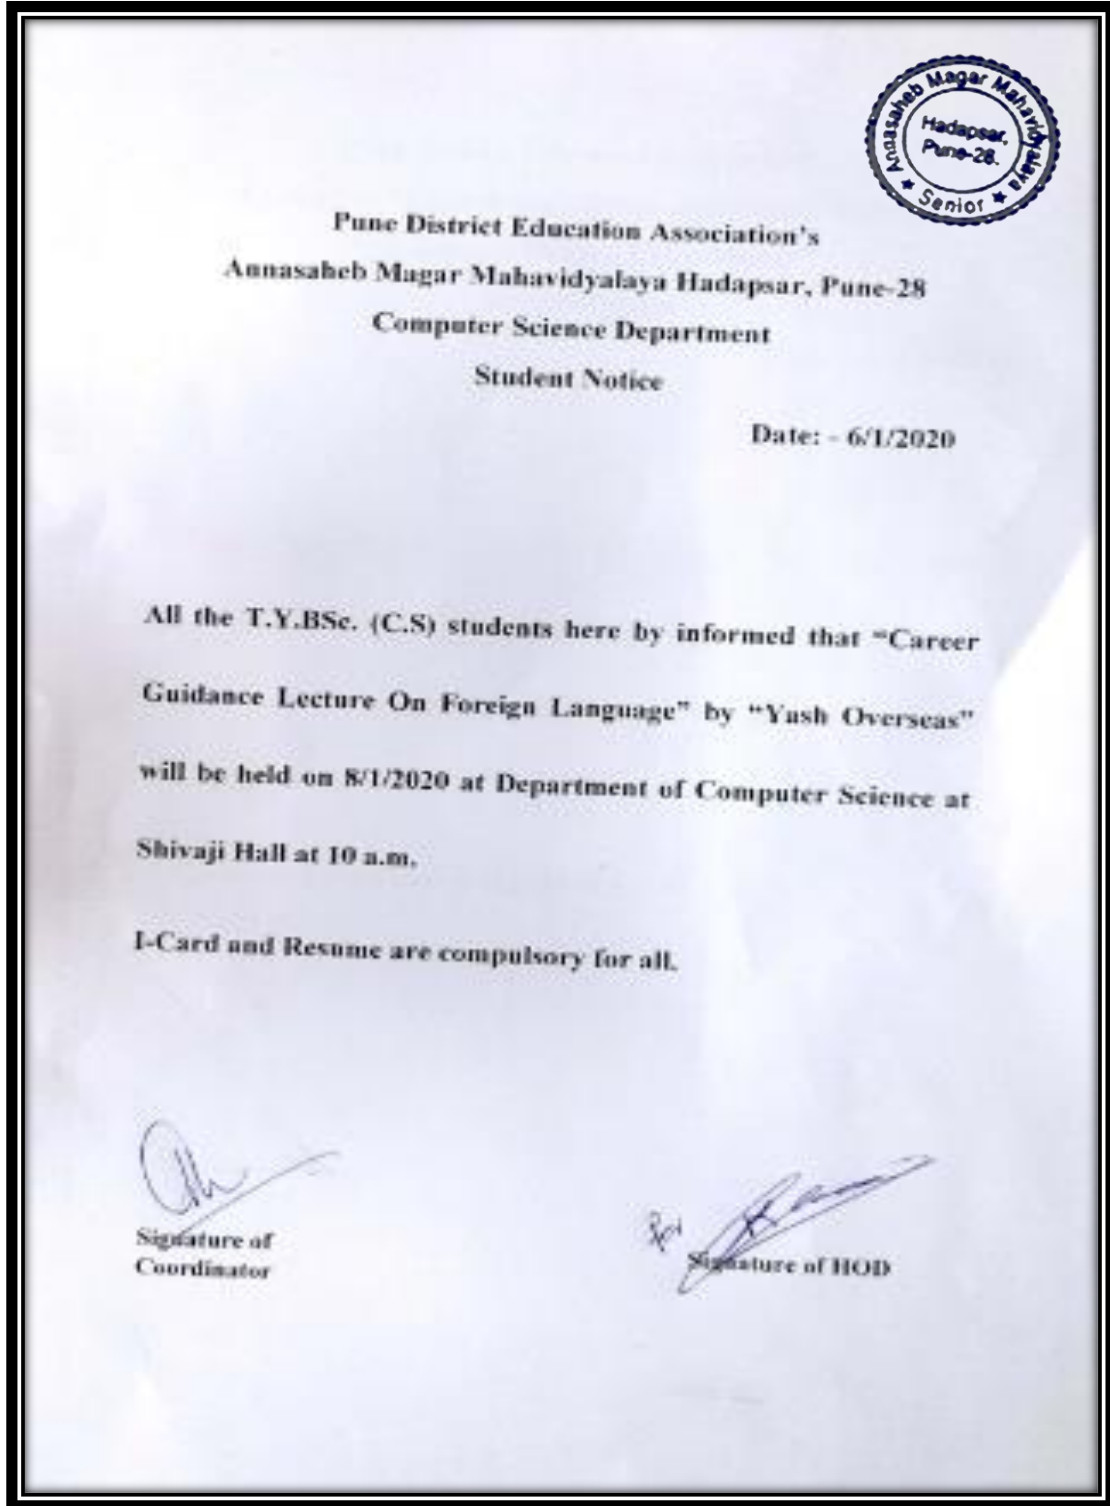 Annasaheb Magar Mahavidyalaya
Hadapsar,
Pune-28.
★ Senior ★
Pune District Education Association's
Annasaheb Magar Mahavidyalaya Hadapsar, Pune-28
Computer Science Department
Student Notice
Date: - 6/1/2020
All the T.Y.BSc. (C.S) students here by informed that “Career
Guidance Lecture On Foreign Language” by “Yash Overseas”
will be held on 8/1/2020 at Department of Computer Science at
Shivaji Hall at 10 a.m.
I-Card and Resume are compulsory for all.
for
Signature of
Coordinator
Signature of HOD